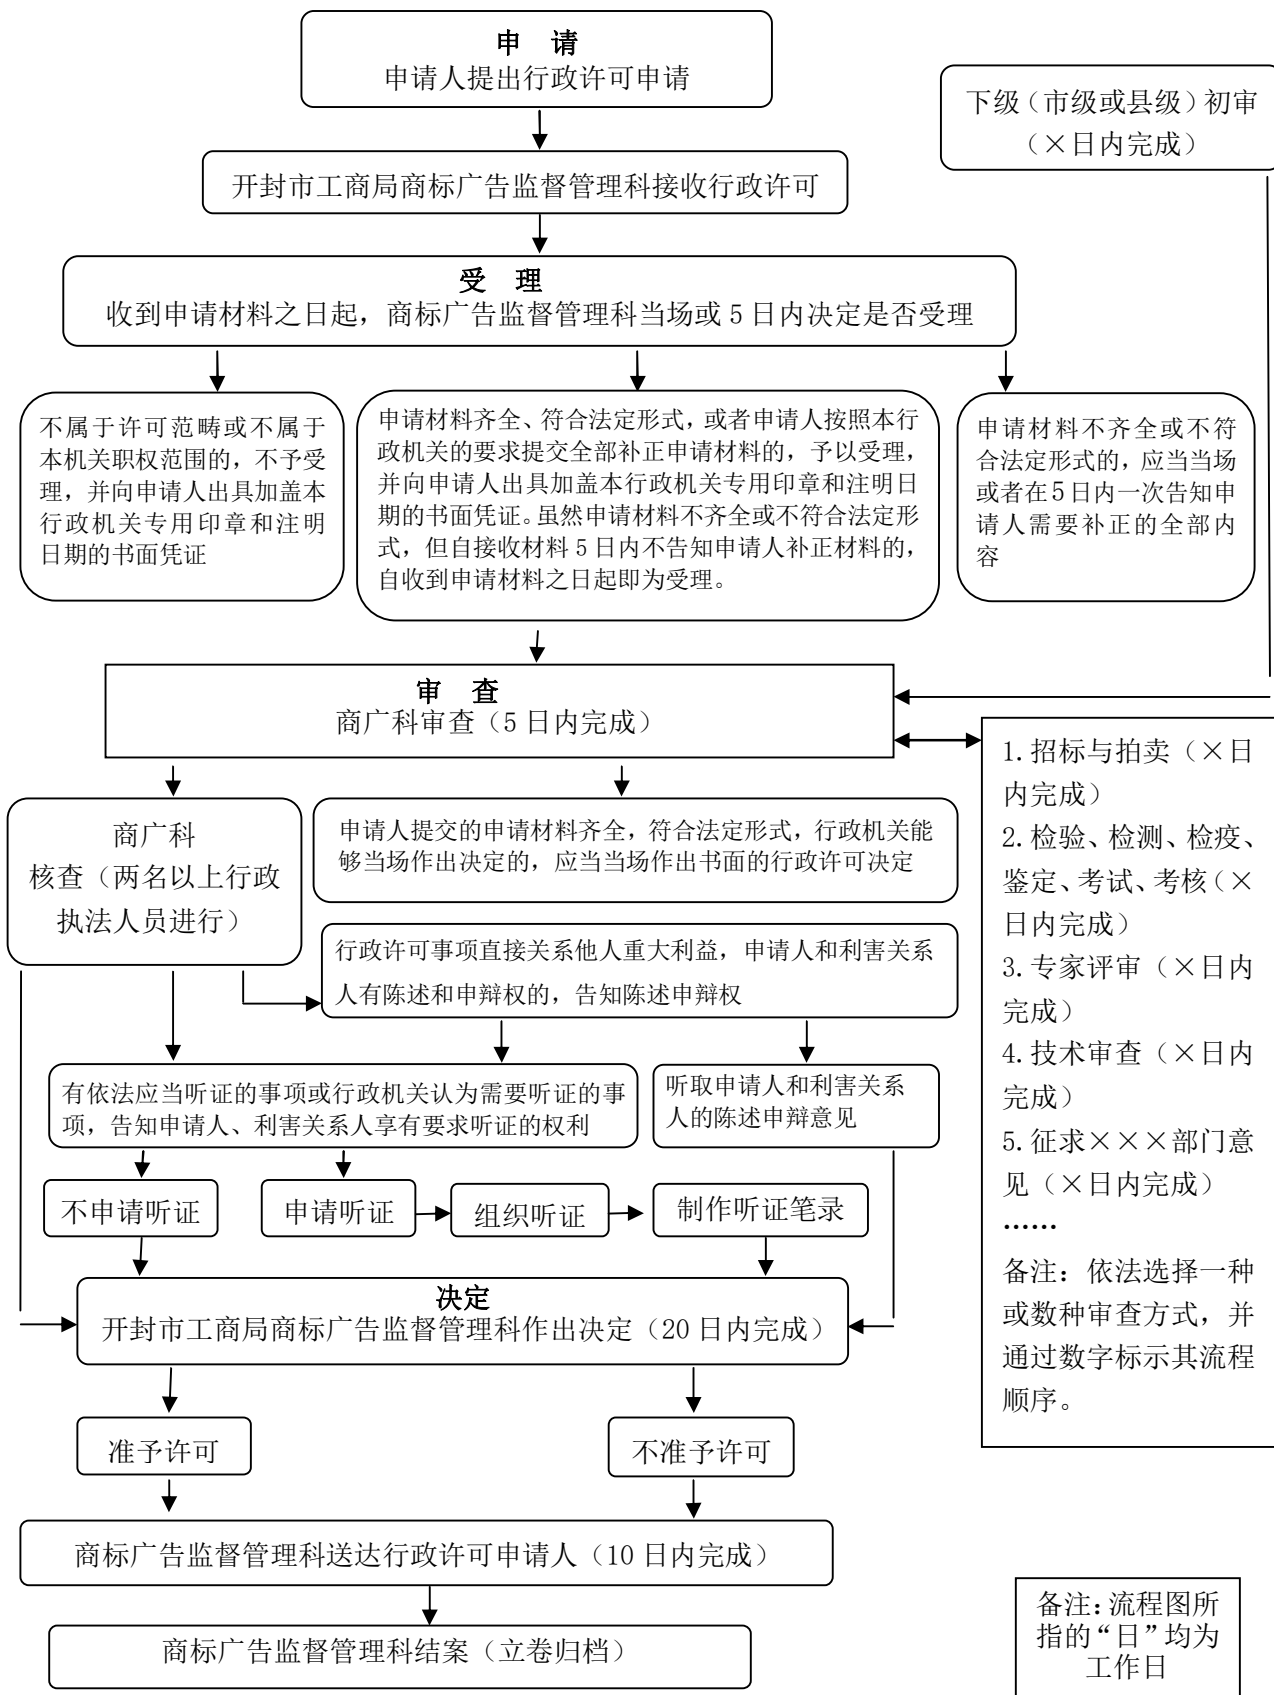 申 请
申请人提出行政许可申请
下级（市级或县级）初审
（×日内完成）
开封市工商局商标广告监督管理科接收行政许可
受 理
收到申请材料之日起，商标广告监督管理科当场或 5 日内决定是否受理
不属于许可范畴或不属于
本机关职权范围的，不予受
理，并向申请人出具加盖本
行政机关专用印章和注明
日期的书面凭证
申请材料齐全、符合法定形式，或者申请人按照本行
政机关的要求提交全部补正申请材料的，予以受理，
并向申请人出具加盖本行政机关专用印章和注明日
期的书面凭证。虽然申请材料不齐全或不符合法定形
式，但自接收材料 5 日内不告知申请人补正材料的，
自收到申请材料之日起即为受理。
申请材料不齐全或不符
合法定形式的，应当当场
或者在 5 日内一次告知申
请人需要补正的全部内
容
审 查
商广科审查（5 日内完成）
1.招标与拍卖（×日
内完成）
2.检验、检测、检疫、
鉴定、考试、考核（×
日内完成）
3.专家评审（×日内
完成）
4.技术审查（×日内
完成）
5.征求×××部门意
见（×日内完成）
……
备注：依法选择一种
或数种审查方式，并
通过数字标示其流程
顺序。
商广科
核查（两名以上行政
执法人员进行）
申请人提交的申请材料齐全，符合法定形式，行政机关能
够当场作出决定的，应当当场作出书面的行政许可决定
行政许可事项直接关系他人重大利益，申请人和利害关系
人有陈述和申辩权的，告知陈述申辩权
有依法应当听证的事项或行政机关认为需要听证的事
项，告知申请人、利害关系人享有要求听证的权利
听取申请人和利害关系
人的陈述申辩意见
不申请听证
申请听证
组织听证
制作听证笔录
决定
开封市工商局商标广告监督管理科作出决定（20 日内完成）
准予许可
不准予许可
商标广告监督管理科送达行政许可申请人（10 日内完成）
商标广告监督管理科结案（立卷归档）
备注：流程图所
指的“日”均为
工作日